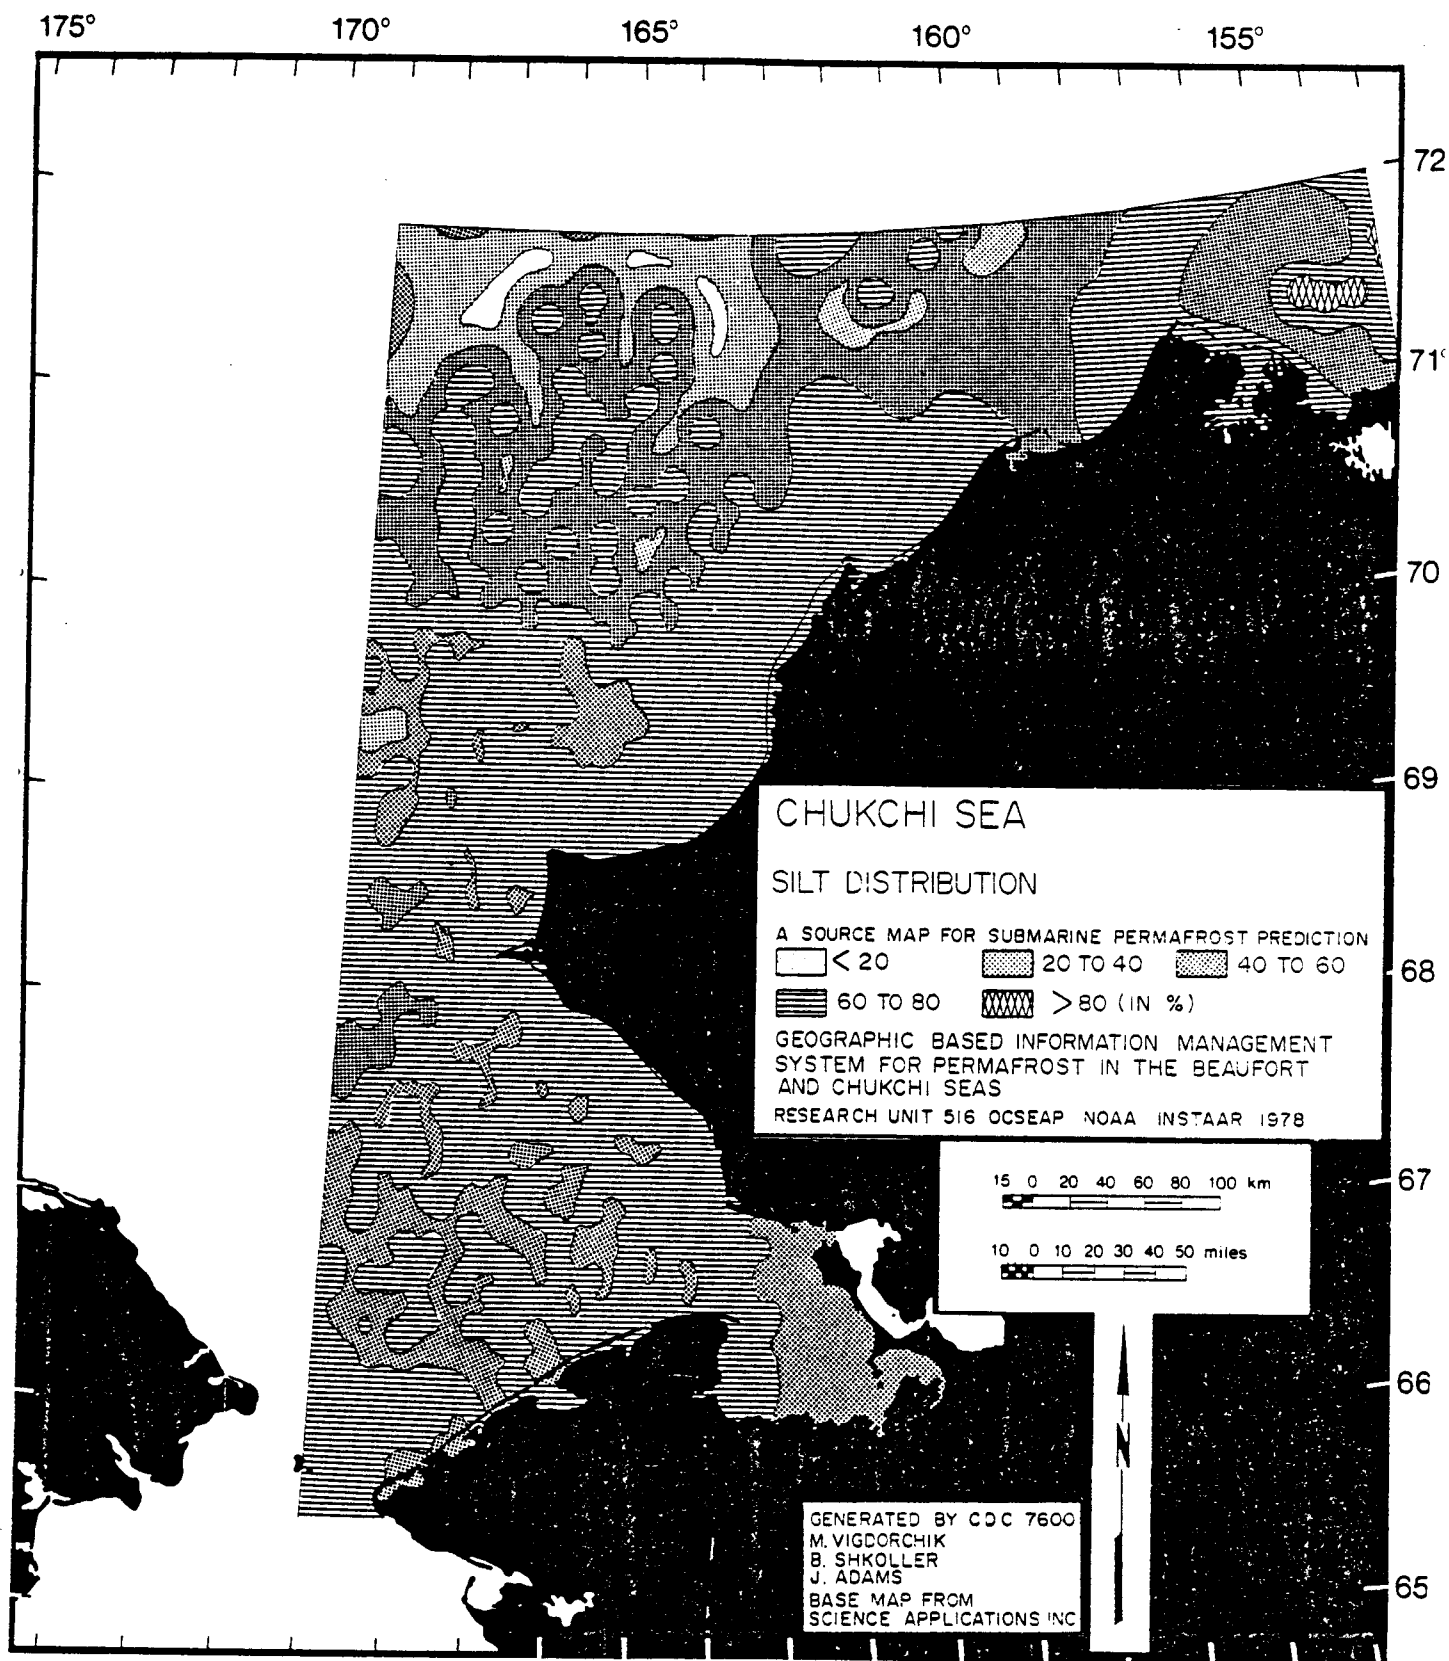 175° 170° 165° 160° 155°
72
71°
70
69
CHUKCHI SEA
SILT DISTRIBUTION
A SOURCE MAP FOR SUBMARINE PERMAFROST PREDICTION
< 20 20 TO 40 40 TO 60
68
60 TO 80 > 80 (IN %)
GEOGRAPHIC BASED INFORMATION MANAGEMENT
SYSTEM FOR PERMAFROST IN THE BEAUFORT
AND CHUKCHI SEAS
RESEARCH UNIT 516 OCSEAP NOAA INSTAAR 1978
67
15 0 20 40 60 80 100 km
10 0 10 20 30 40 50 miles
66
N
GENERATED BY CDC 7600
M. VIGDORCHIK
B. SHKOLLER
J. ADAMS
BASE MAP FROM
SCIENCE APPLICATIONS INC
65